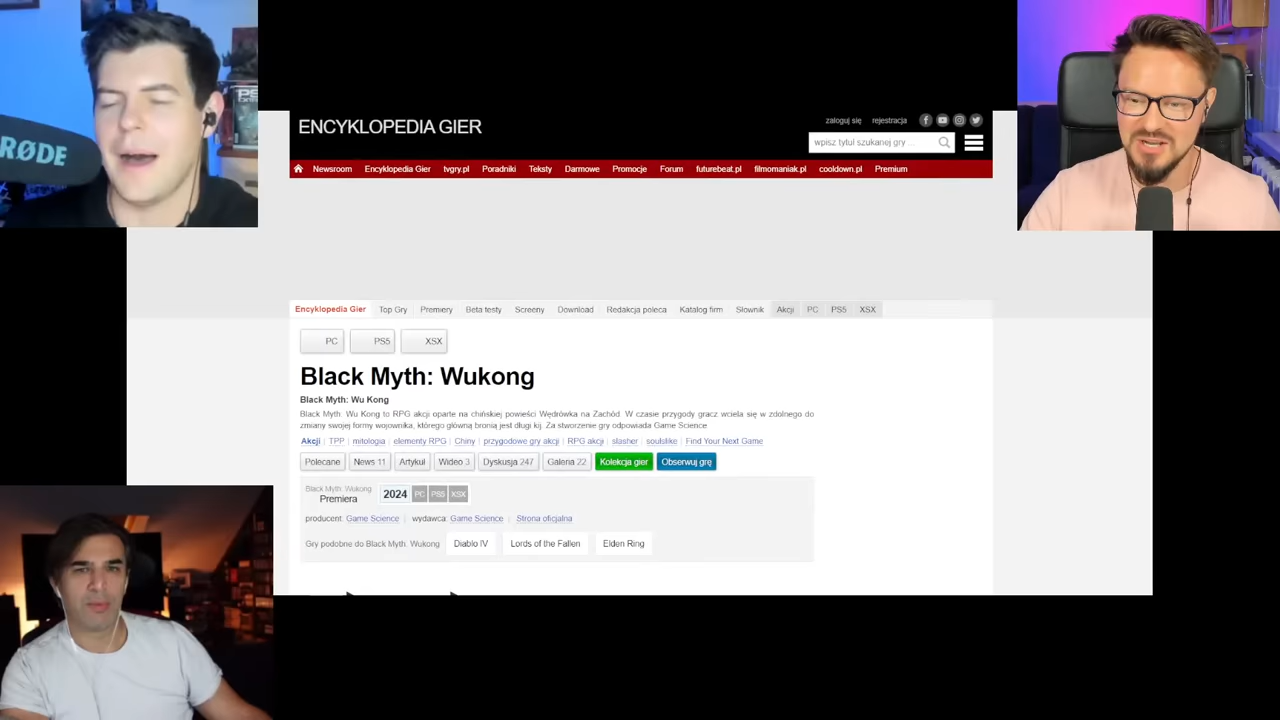 RØDE
ENCYKLOPEDIA GIER
zaloguj się rejestracja
wpisz tytuł szukanej gry ...
Newsroom Encyklopedia Gier tvgry.pl Poradniki Teksty Darmowe Promocje Forum futurebeat.pl filmomaniak.pl cooldown.pl Premium
Encyklopedia Gier Top Gry Premiery Beta testy Screeny Download Redakcja poleca Katalog firm Słownik Akcji PC PS5 XSX
PC PS5 XSX
Black Myth: Wukong
Black Myth: Wu Kong
Black Myth: Wu Kong to RPG akcji oparte na chińskiej powieści Wędrówka na Zachód. W czasie przygody gracz wciela się w zdolnego do
zmiany swojej formy wojownika, którego główną bronią jest długi kij. Za stworzenie gry odpowiada Game Science
Akcji | TPP | mitologia | elementy RPG | Chiny | przygodowe gry akcji | RPG akcji | slasher | soulslike | Find Your Next Game
Polecane News 11 Artykuł Wideo 3 Dyskusja 247 Galeria 22 Kolekcja gier Obserwuj grę
Black Myth: Wukong
Premiera 2024 PC PS5 XSX
producent: Game Science | wydawca: Game Science | Strona oficjalna
Gry podobne do Black Myth: Wukong Diablo IV Lords of the Fallen Elden Ring